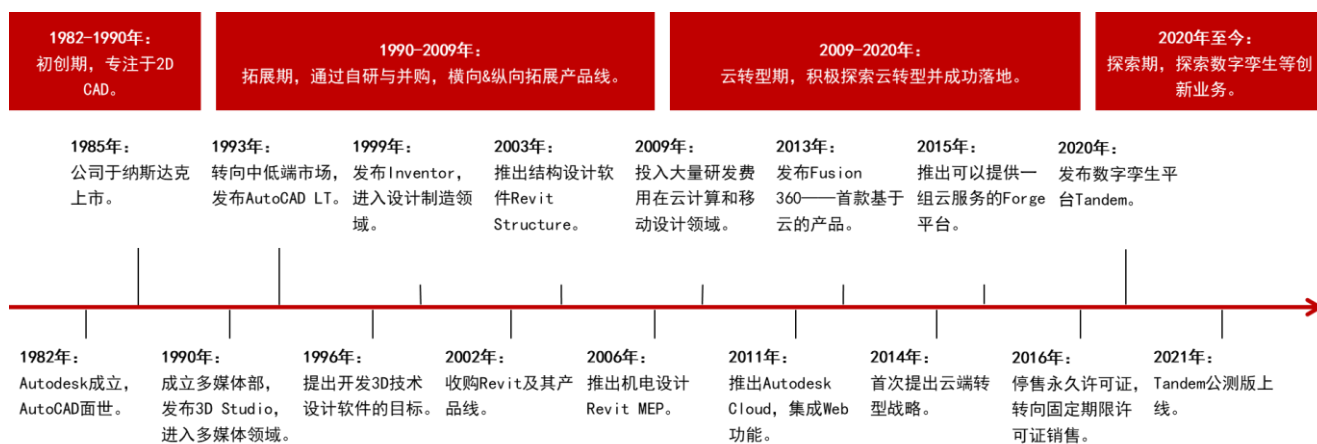 1982-1990年:
初创期，专注于2D
CAD。
1990-2009年:
拓展期，通过自研与并购，横向&纵向拓展产品线。
2009-2020年:
云转型期，积极探索云转型并成功落地。
2020年至今:
探索期，探索数字孪生等创
新业务。
1985年:
公司于纳斯达克
上市。
1993年:
转向中低端市场，
发布AutoCAD LT。
1999年:
发布Inventor，
进入设计制造领
域。
2003年:
推出结构设计软
件Revit
Structure。
2009年:
投入大量研发费
用在云计算和移
动设计领域。
2013年:
发布Fusion
360——首款基于
云的产品。
2015年:
推出可以提供一
组云服务的Forge
平台。
2020年:
发布数字孪生平
台Tandem。
1982年:
Autodesk成立，
AutoCAD面世。
1990年:
成立多媒体部，
发布3D Studio，
进入多媒体领域。
1996年:
提出开发3D技术
设计软件的目标。
2002年:
收购Revit及其产
品线。
2006年:
推出机电设计
Revit MEP。
2011年:
推出Autodesk
Cloud，集成Web
功能。
2014年:
首次提出云端转
型战略。
2016年:
停售永久许可证，
转向固定期限许
可证销售。
2021年:
Tandem公测版上
线。